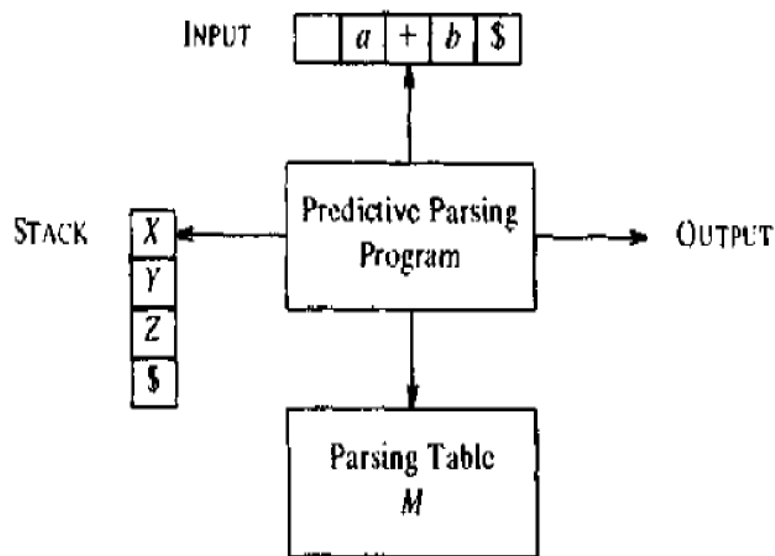 INPUT a + b $
Predictive Parsing
Program
STACK X
Y
Z
$
OUTPUT
Parsing Table
M